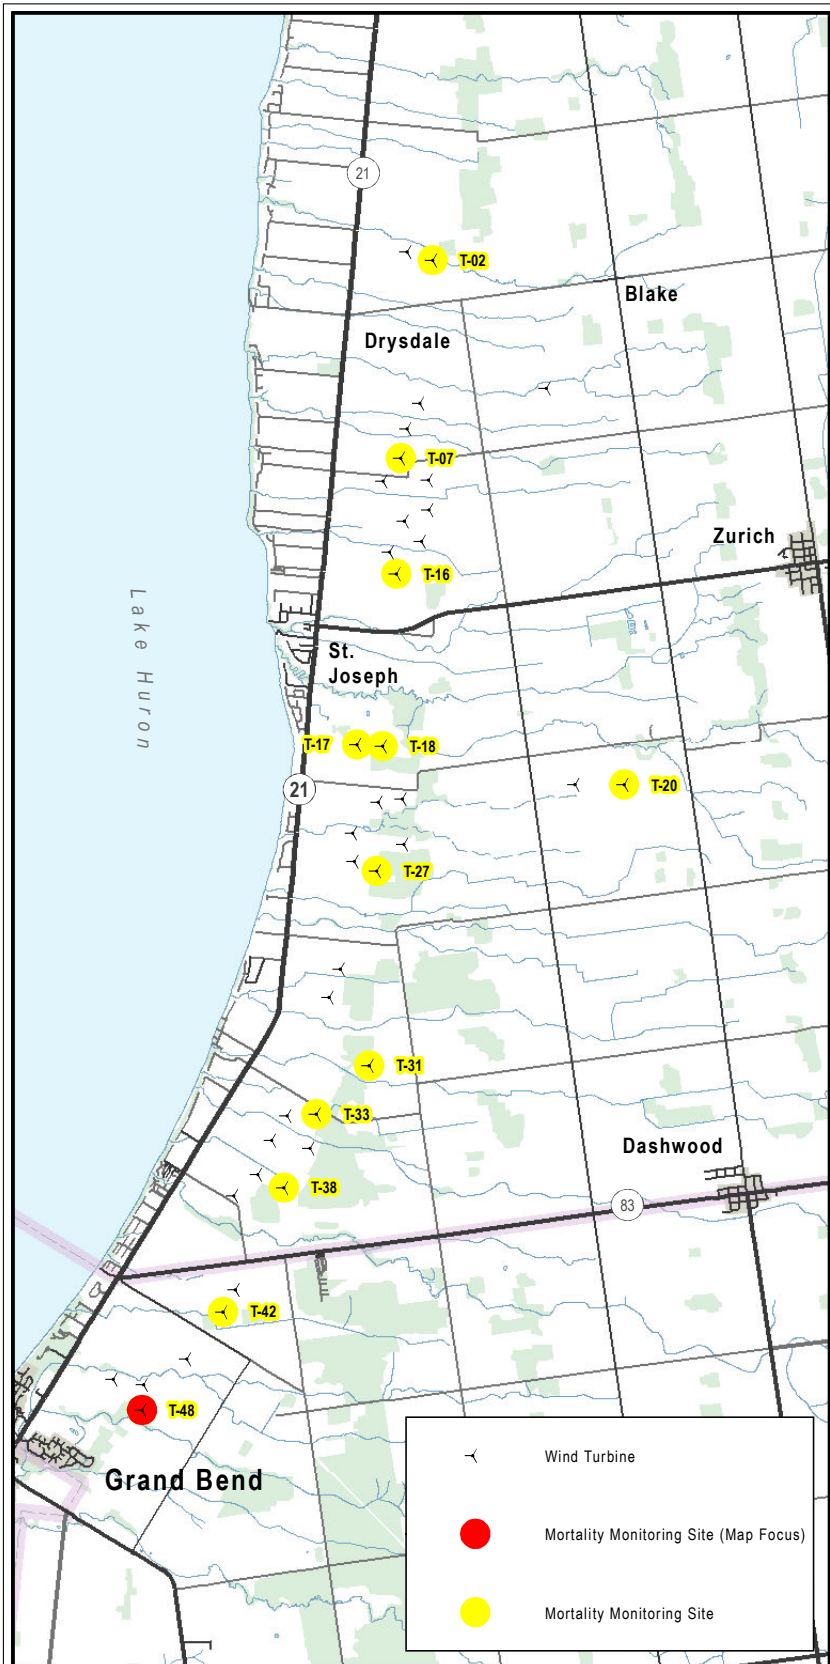 21
T-02
Blake
Drysdale
T-07
Zurich
T-16
Lake Huron
St.
Joseph
T-17
T-18
T-20
21
T-27
T-31
T-33
Dashwood
T-38
83
T-42
T-48
Grand Bend
Wind Turbine
Mortality Monitoring Site (Map Focus)
Mortality Monitoring Site